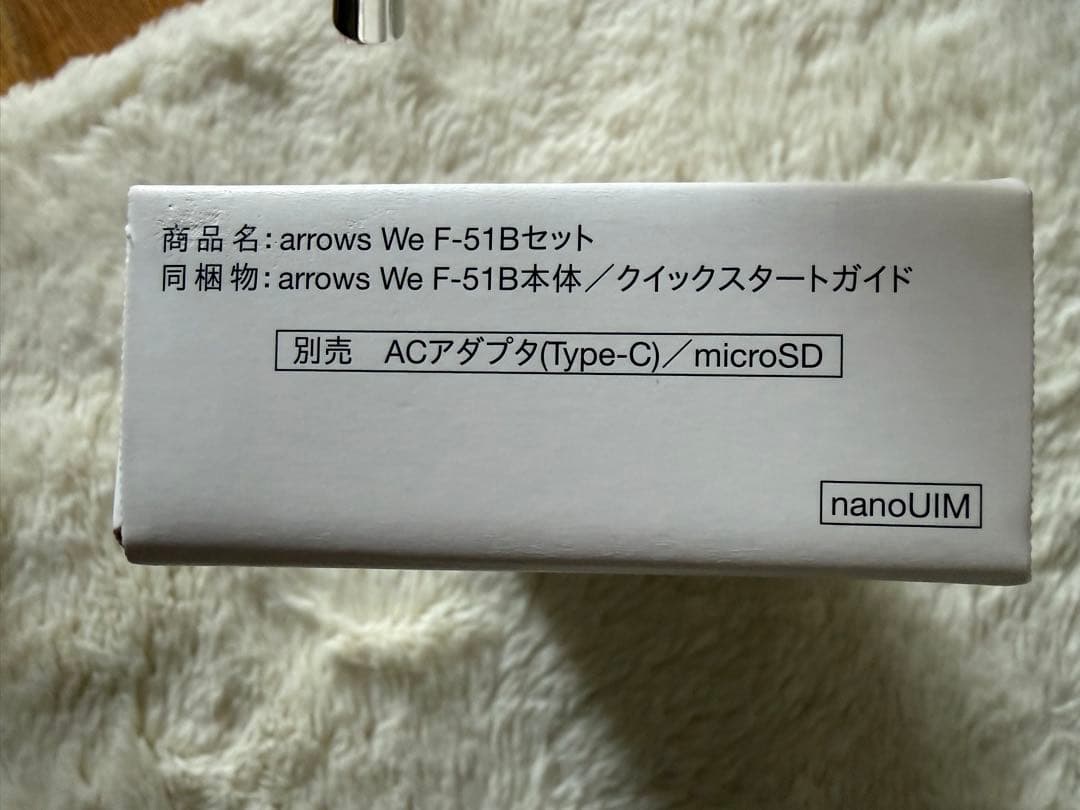 商品名：arrows We F-51Bセット
同梱物：arrows We F-51B本体／クイックスタートガイド
別売　ACアダプタ(Type-C)／microSD
nanoUIM